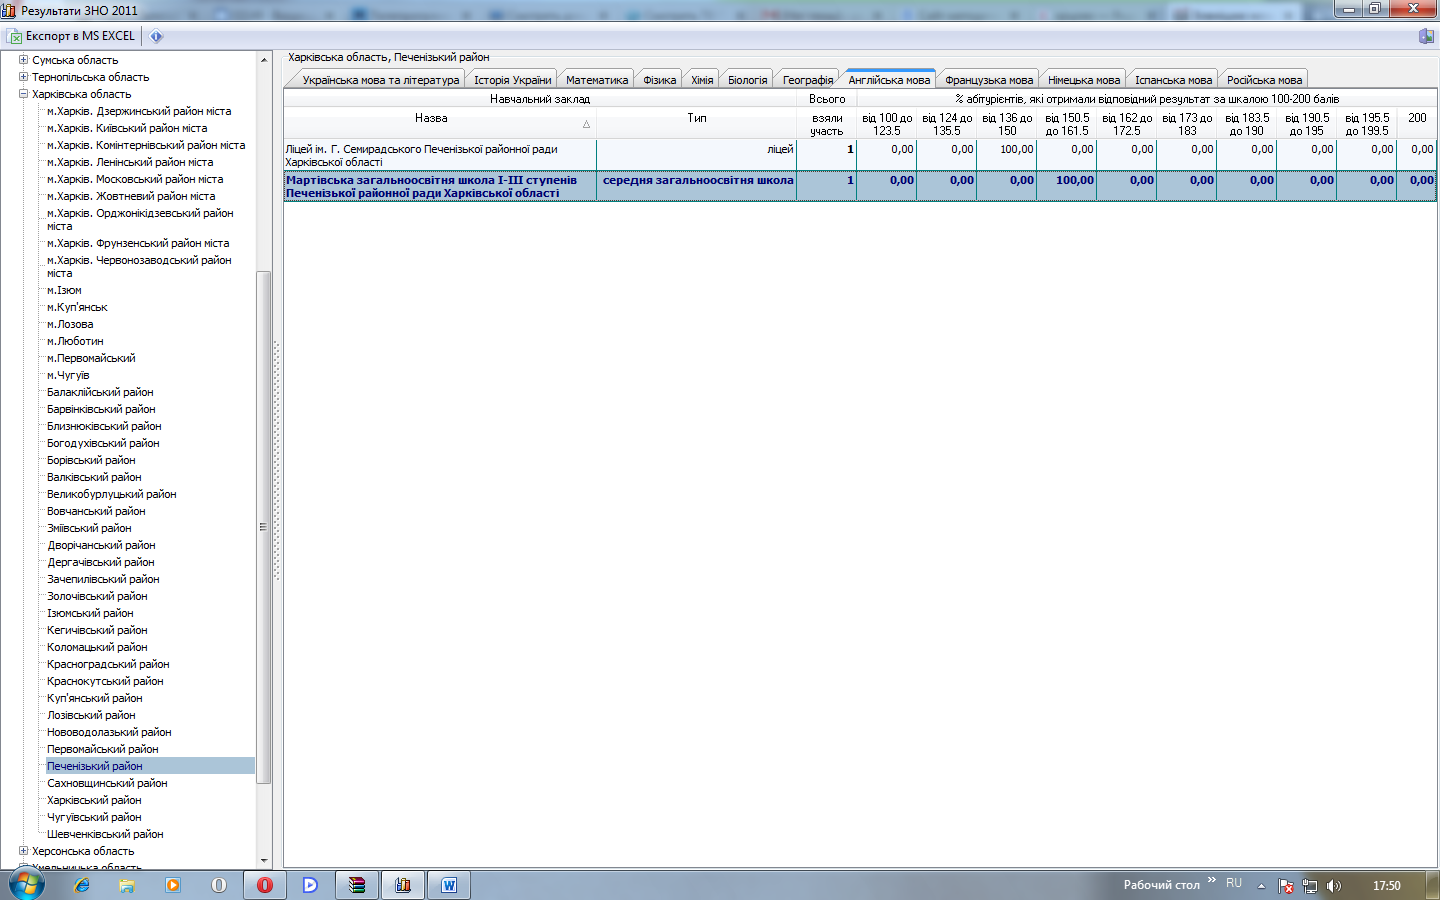 Результати ЗНО 2011
Експорт в MS EXCEL
Сумська область
Тернопільська область
Харківська область
м.Харків. Дзержинський район міста
м.Харків. Київський район міста
м.Харків. Комінтернівський район міста
м.Харків. Ленінський район міста
м.Харків. Московський район міста
м.Харків. Жовтневий район міста
м.Харків. Орджонікідзевський район
міста
м.Харків. Фрунзенський район міста
м.Харків. Червонозаводський район
міста
м.Ізюм
м.Куп'янськ
м.Лозова
м.Люботин
м.Первомайський
м.Чугуїв
Балаклійський район
Барвінківський район
Близнюківський район
Богодухівський район
Борівський район
Валківський район
Великобурлуцький район
Вовчанський район
Зміївський район
Дворічанський район
Дергачівський район
Зачепилівський район
Золочівський район
Ізюмський район
Кегичівський район
Коломацький район
Красноградський район
Краснокутський район
Куп'янський район
Лозівський район
Нововодолазький район
Первомайський район
Печенізький район
Сахновщинський район
Харківський район
Чугуївський район
Шевченківський район
Херсонська область
Хмельницька область
Харківська область, Печенізький район
Українська мова та література Історія України Математика Фізика Хімія Біологія Географія Англійська мова Французька мова Німецька мова Іспанська мова Російська мова
Навчальний заклад Всього % абітурієнтів, які отримали відповідний результат за шкалою 100-200 балів
Назва Тип взяли участь від 100 до 123.5 від 124 до 135.5 від 136 до 150 від 150.5 до 161.5 від 162 до 172.5 від 173 до 183 від 183.5 до 190 від 190.5 до 195 від 195.5 до 199.5 200
Ліцей ім. Г. Семирадського Печенізької районної ради ліцей 1 0,00 0,00 100,00 0,00 0,00 0,00 0,00 0,00 0,00 0,00
Харківської області
Мартівська загальноосвітня школа І-ІІІ ступенів середня загальноосвітня школа 1 0,00 0,00 0,00 100,00 0,00 0,00 0,00 0,00 0,00 0,00
Печенізької районної ради Харківської області
Рабочий стол » RU 17:50